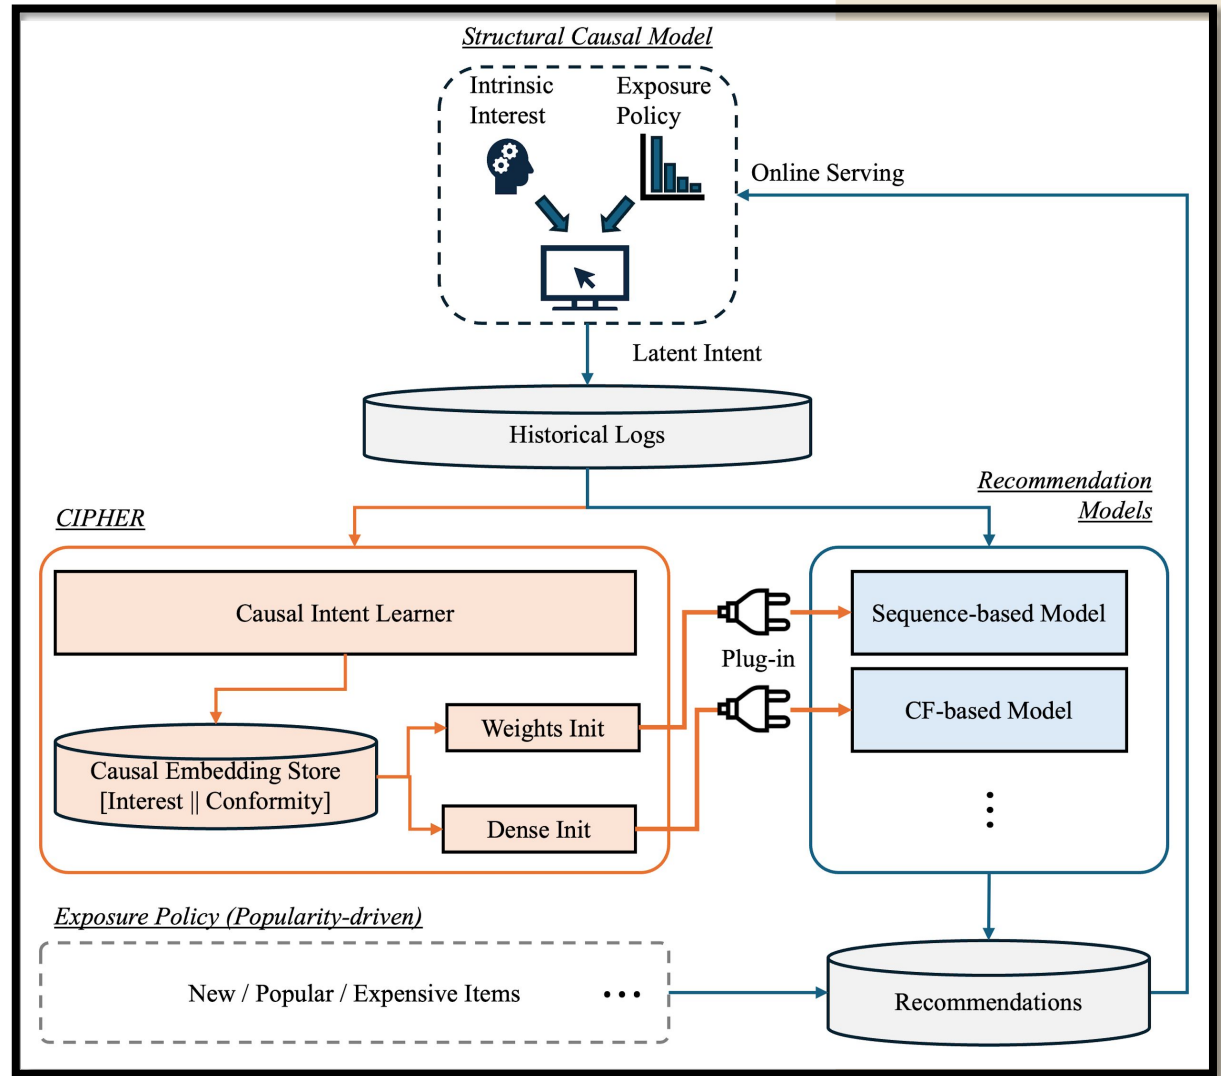 Structural Causal Model
Intrinsic
Interest
Exposure
Policy
Online Serving
Latent Intent
Historical Logs
Recommendation
Models
CIPHER
Causal Intent Learner
Sequence-based Model
Plug-in
CF-based Model
Weights Init
Causal Embedding Store
[Interest || Conformity]
Dense Init
Exposure Policy (Popularity-driven)
New / Popular / Expensive Items
Recommendations